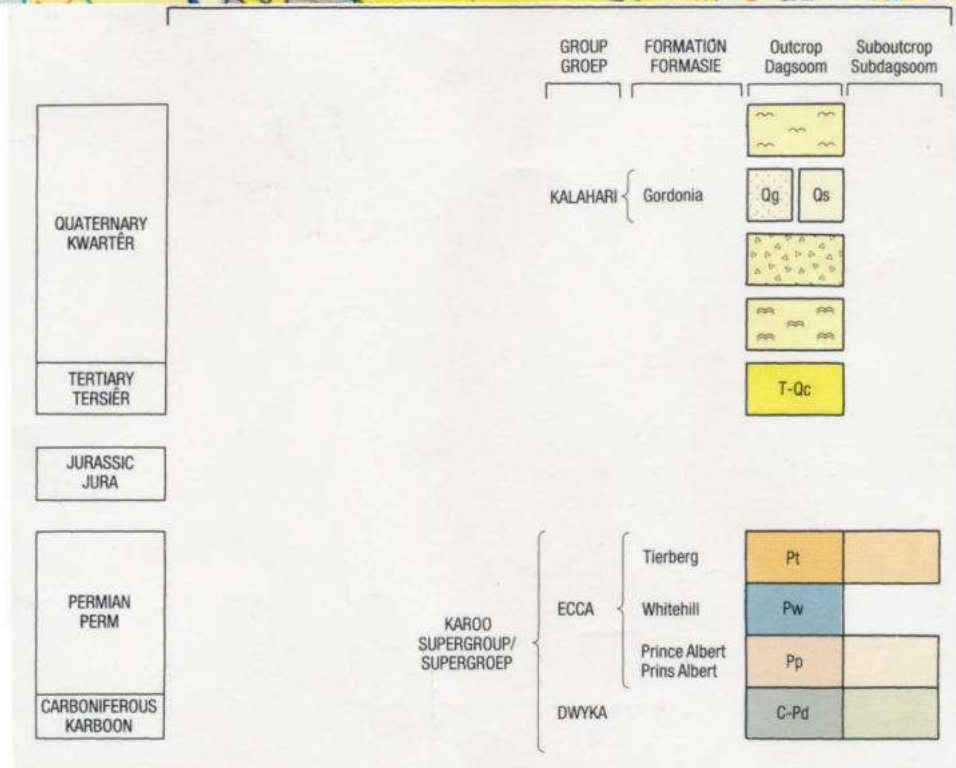 GROUP
GROEP
FORMATION
FORMASIE
Outcrop
Dagsoom
Suboutcrop
Subdagsoom
QUATERNARY
KWARTÊR
KALAHARI
Gordonia
Qg
Qs
TERTIARY
TERSIÊR
T-Qc
JURASSIC
JURA
PERMIAN
PERM
KAROO
SUPERGROUP/
SUPERGROEP
ECCA
Tierberg
Pt
Whitehill
Pw
Prince Albert
Prins Albert
Pp
CARBONIFEROUS
KARBOON
DWYKA
C-Pd